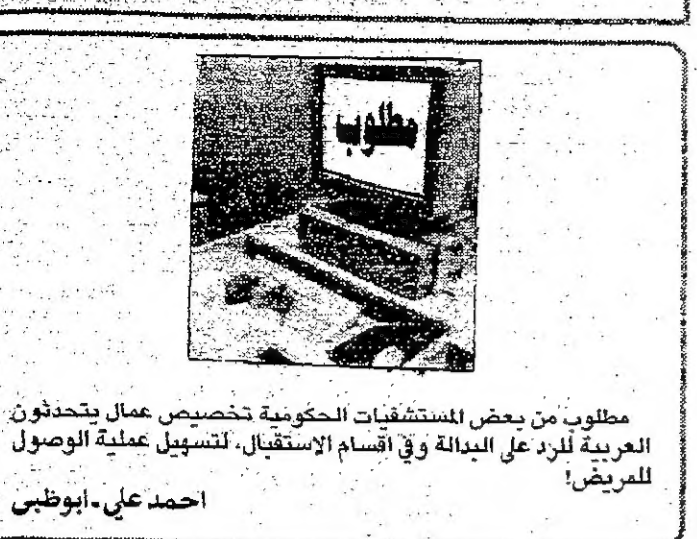 مطلوب
مطلوب من بعض المستشفيات الحكومية تخصيص عمال يتحدثون
العربية للرد على البدالة وفي اقسام الاستقبال، لتسهيل عملية الوصول
للمريض!
احمد علي ـ ابوظبي